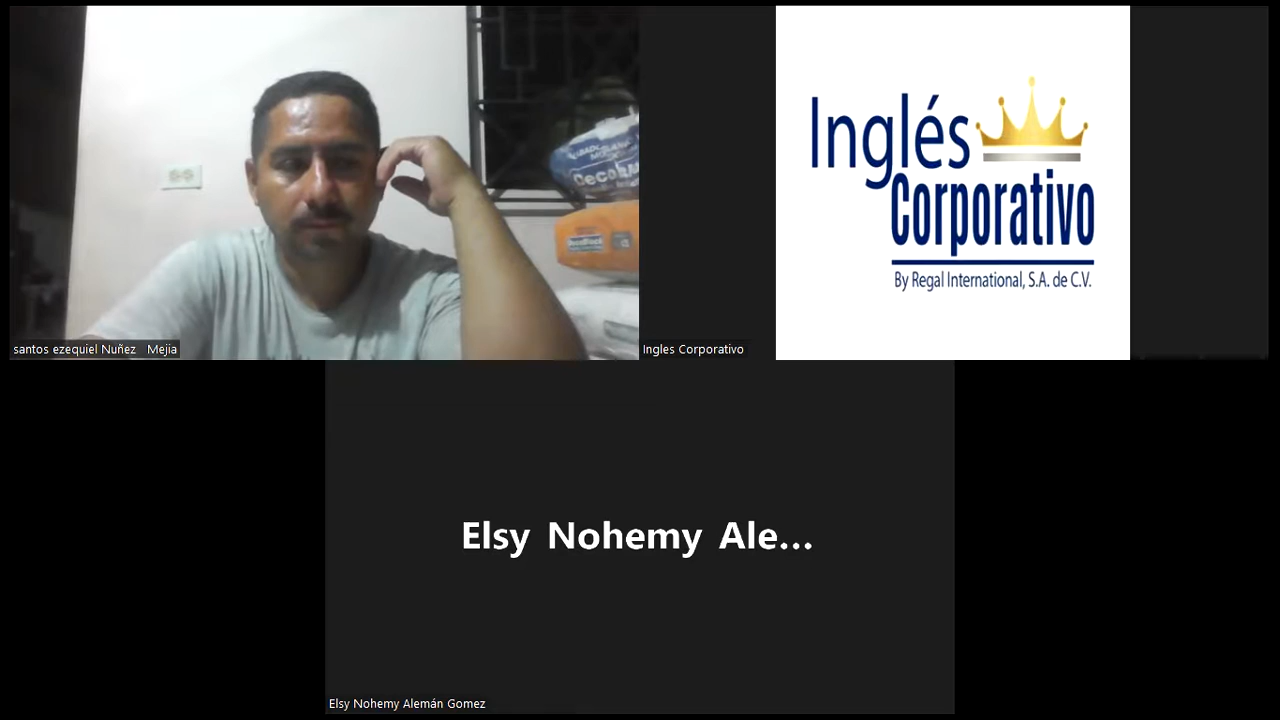 santos ezequiel Nuñez Mejia
Inglés
Corporativo
By Regal International, S.A. de C.V.
Ingles Corporativo
Elsy Nohemy Ale...
Elsy Nohemy Alemán Gomez